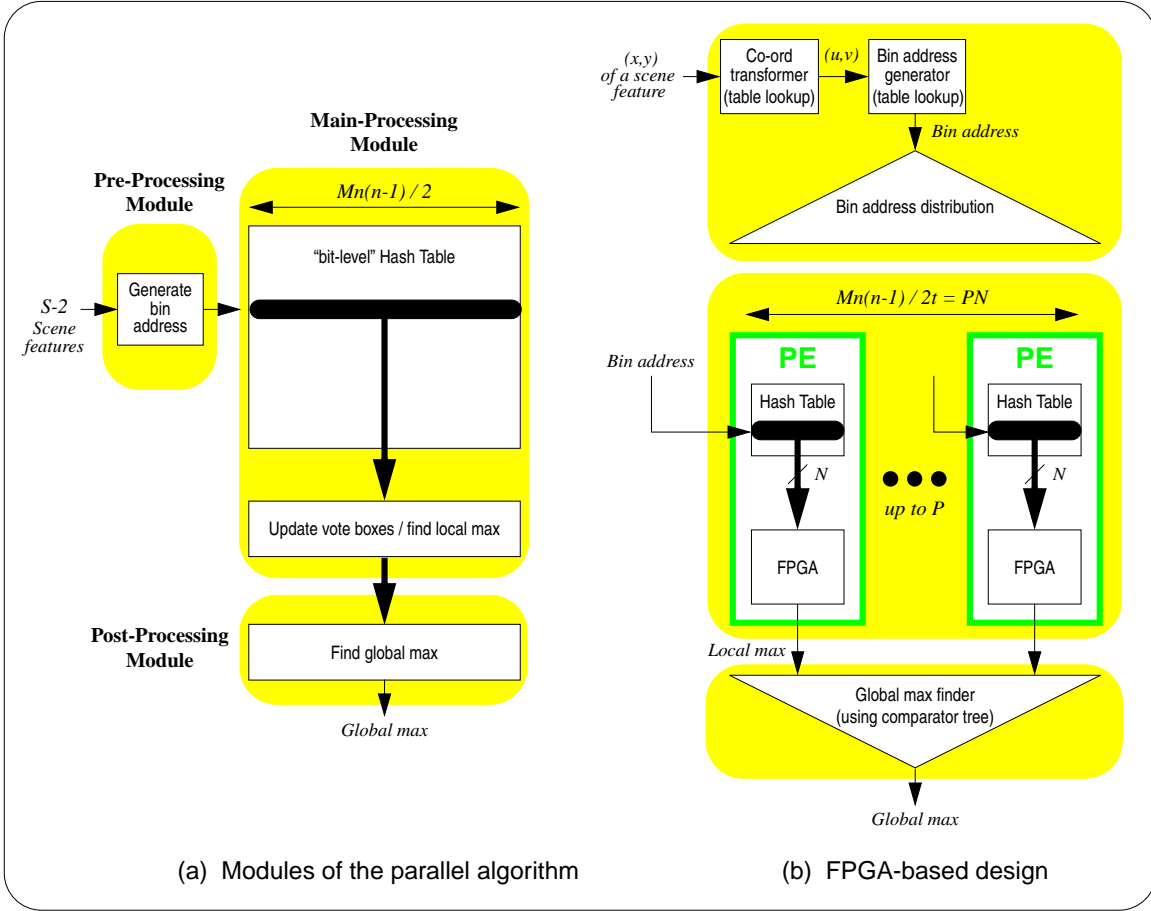 Main-Processing
Module
Pre-Processing
Module
Mn(n-1) / 2
“bit-level” Hash Table
S-2
Scene
features
Generate
bin
address
Update vote boxes / find local max
Post-Processing
Module
Find global max
Global max
(a) Modules of the parallel algorithm
(x,y)
of a scene
feature
Co-ord
transformer
(table lookup)
(u,v)
Bin address
generator
(table lookup)
Bin address
Bin address distribution
Mn(n-1) / 2t = PN
Bin address
PE
Hash Table
N
FPGA
up to P
PE
Hash Table
N
FPGA
Local max
Global max finder
(using comparator tree)
Global max
(b) FPGA-based design